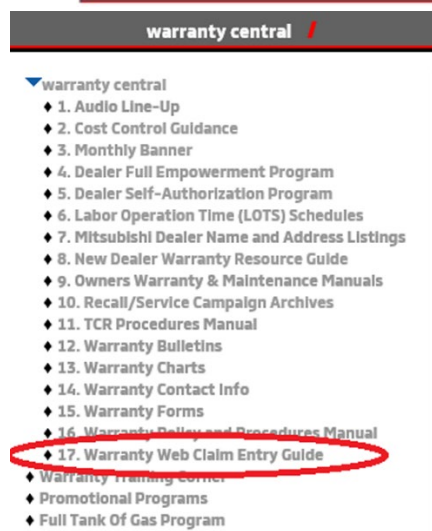 warranty central /
warranty central
♦ 1. Audio Line-Up
♦ 2. Cost Control Guidance
♦ 3. Monthly Banner
♦ 4. Dealer Full Empowerment Program
♦ 5. Dealer Self-Authorization Program
♦ 6. Labor Operation Time (LOTS) Schedules
♦ 7. Mitsubishi Dealer Name and Address Listings
♦ 8. New Dealer Warranty Resource Guide
♦ 9. Owners Warranty & Maintenance Manuals
♦ 10. Recall/Service Campaign Archives
♦ 11. TCR Procedures Manual
♦ 12. Warranty Bulletins
♦ 13. Warranty Charts
♦ 14. Warranty Contact Info
♦ 15. Warranty Forms
♦ 16. Warranty Policy and Procedures Manual
♦ 17. Warranty Web Claim Entry Guide
♦ Warranty Training Corner
♦ Promotional Programs
♦ Full Tank Of Gas Program